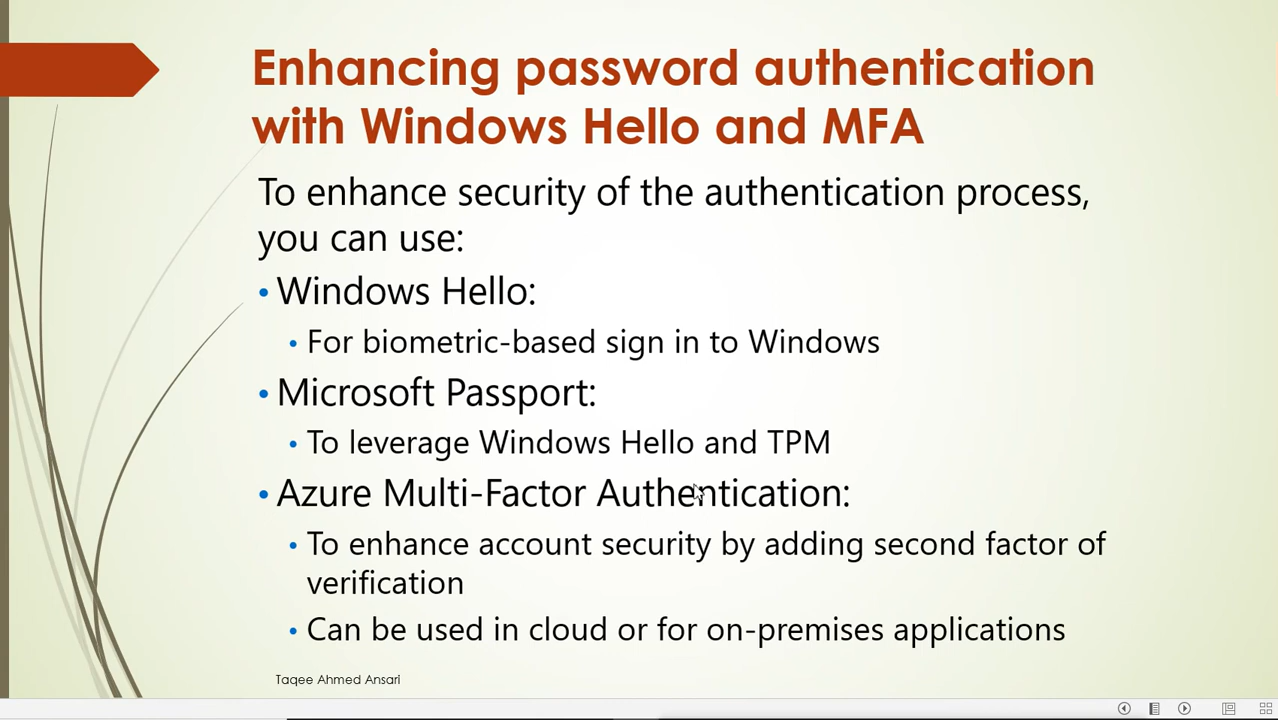 Enhancing password authentication
with Windows Hello and MFA
To enhance security of the authentication process,
you can use:
• Windows Hello:
• For biometric-based sign in to Windows
• Microsoft Passport:
• To leverage Windows Hello and TPM
• Azure Multi-Factor Authentication:
• To enhance account security by adding second factor of
verification
• Can be used in cloud or for on-premises applications
Taqee Ahmed Ansari